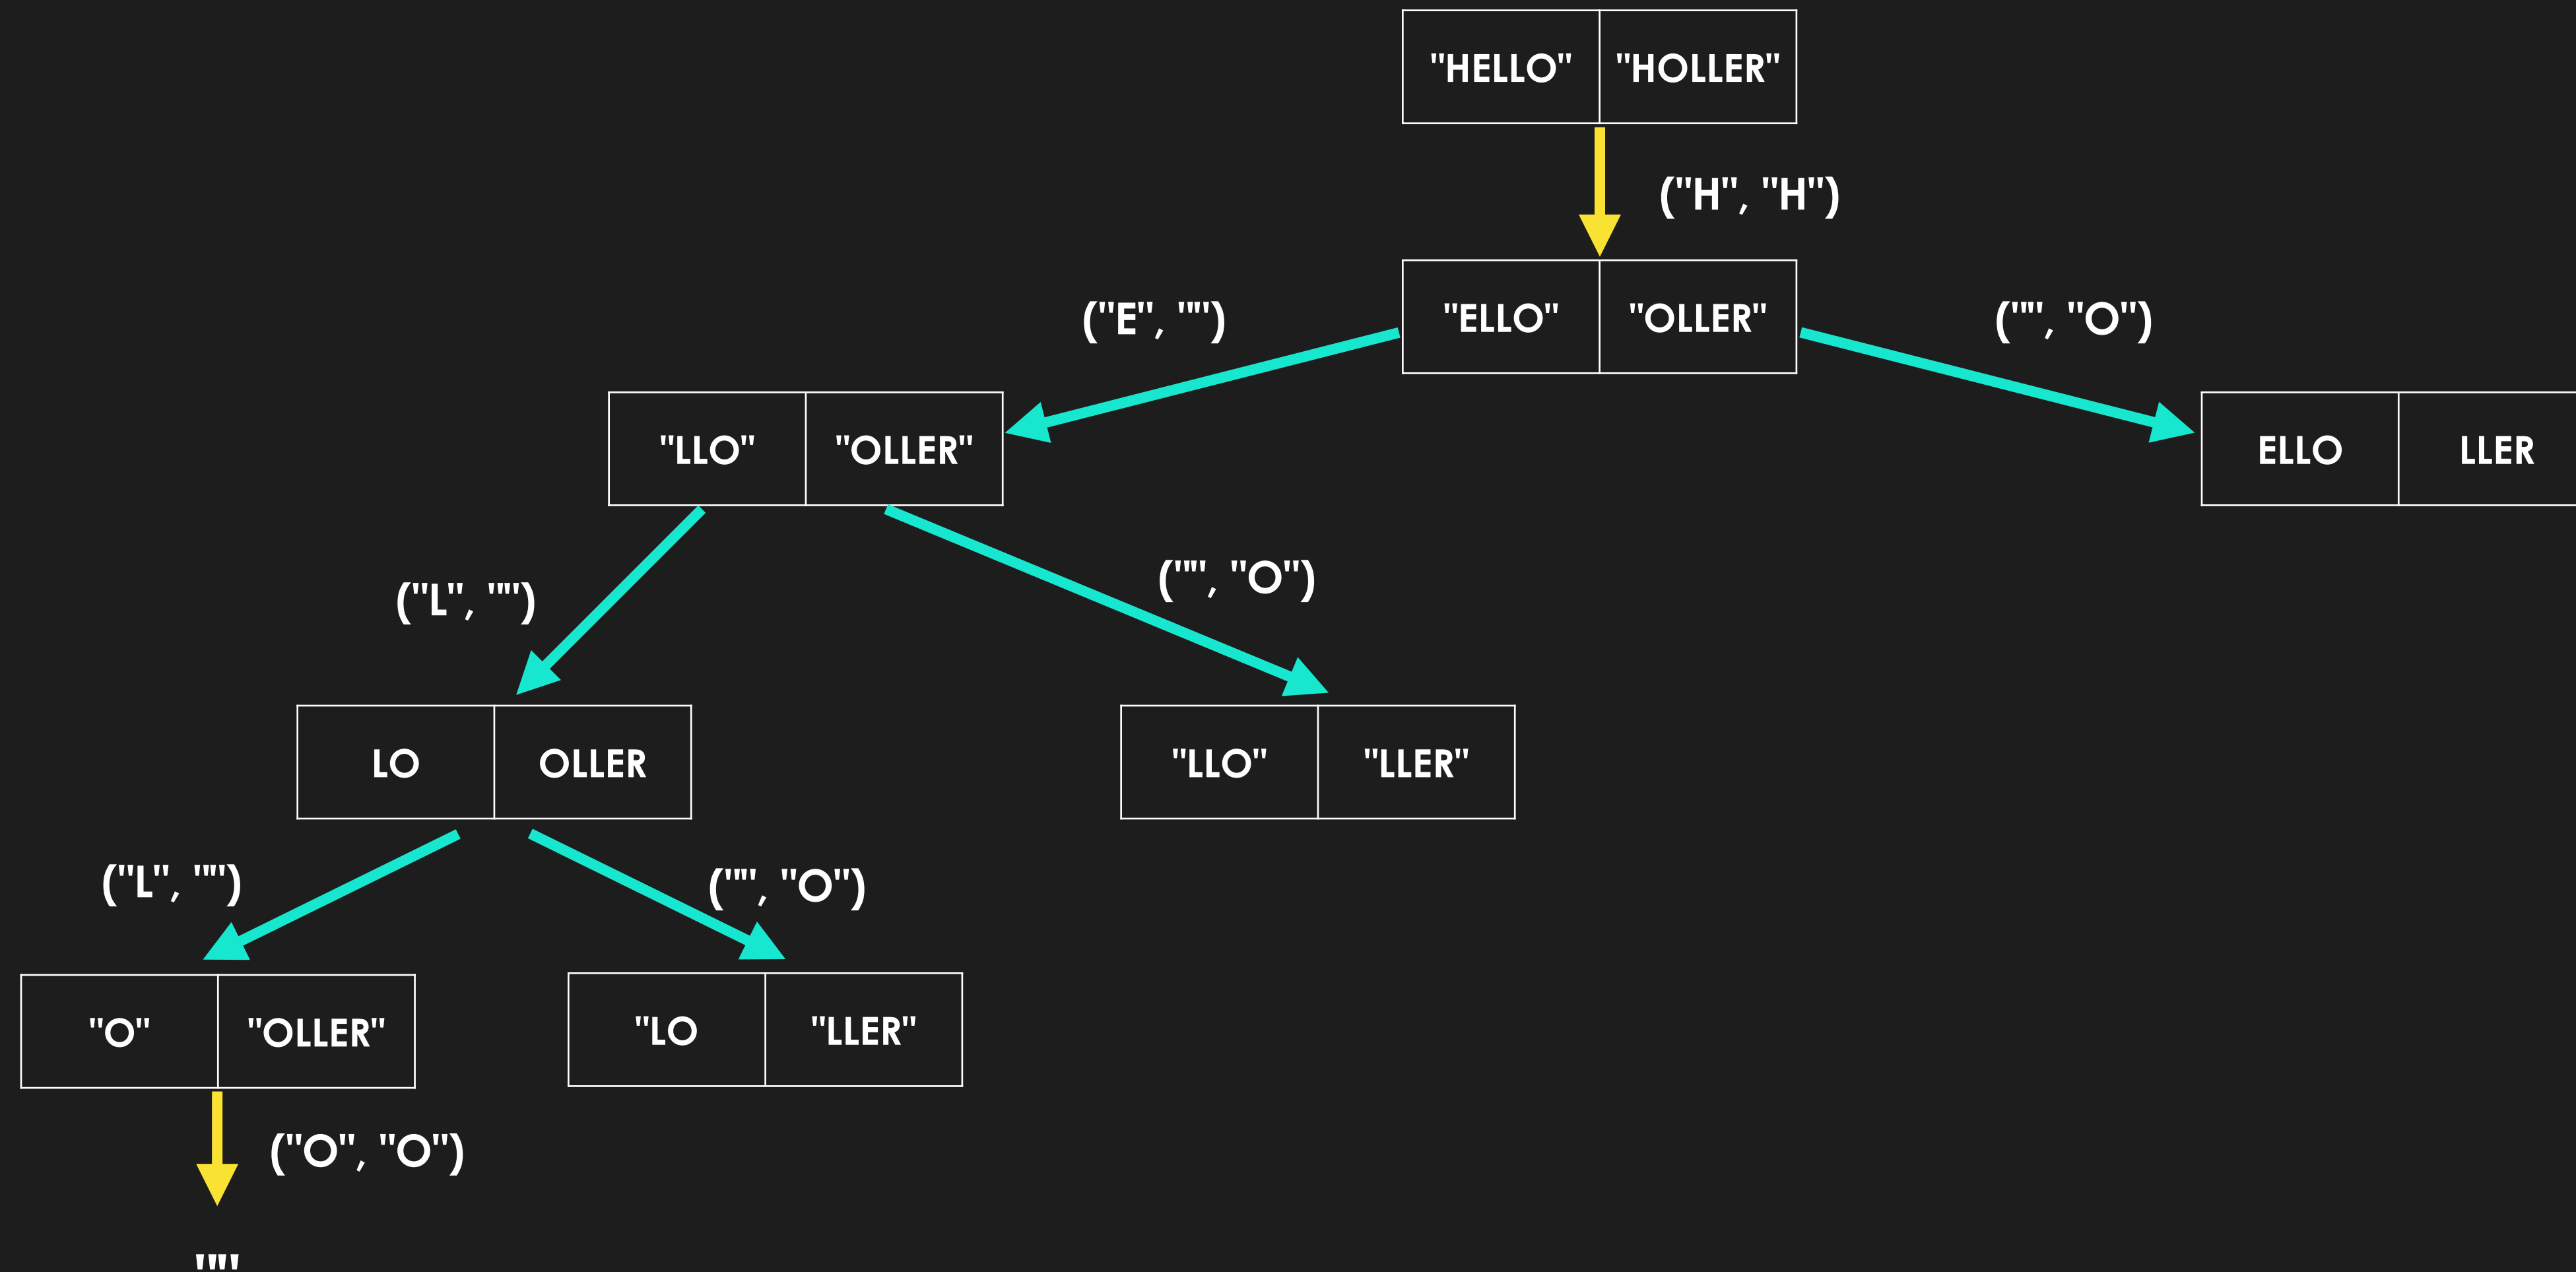 "HELLO" "HOLLER"
("H", "H")
("E", "")
"ELLO" "OLLER"
("", "O")
"LLO" "OLLER"
ELLO LLER
("L", "")
("", "O")
LO OLLER
"LLO" "LLER"
("L", "")
("", "O")
"O" "OLLER"
"LO "LLER"
("O", "O")
""